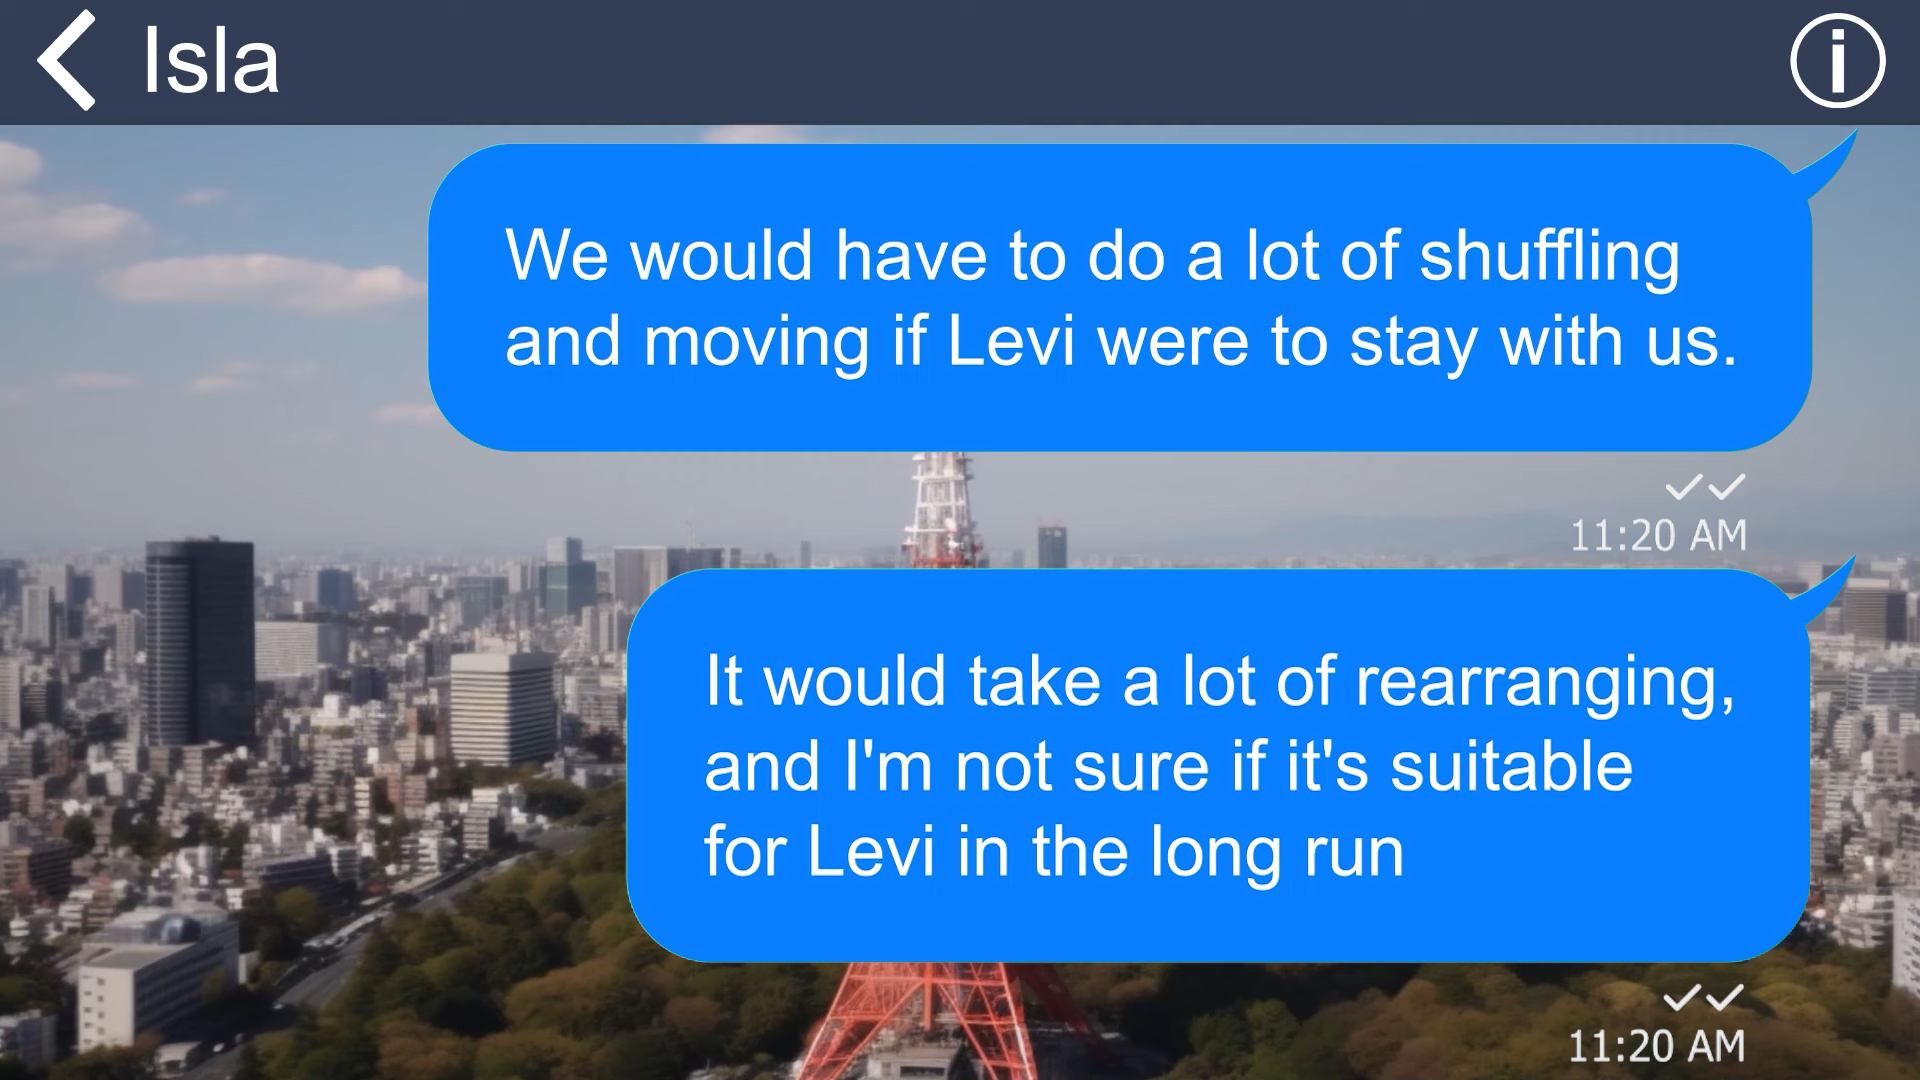 Isla
We would have to do a lot of shuffling
and moving if Levi were to stay with us.
11:20 AM
It would take a lot of rearranging,
and I'm not sure if it's suitable
for Levi in the long run
11:20 AM